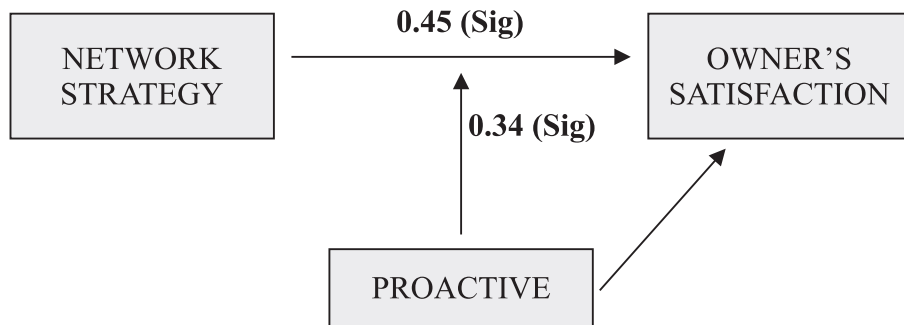 0.45 (Sig)
NETWORK
STRATEGY
OWNER’S
SATISFACTION
0.34 (Sig)
PROACTIVE